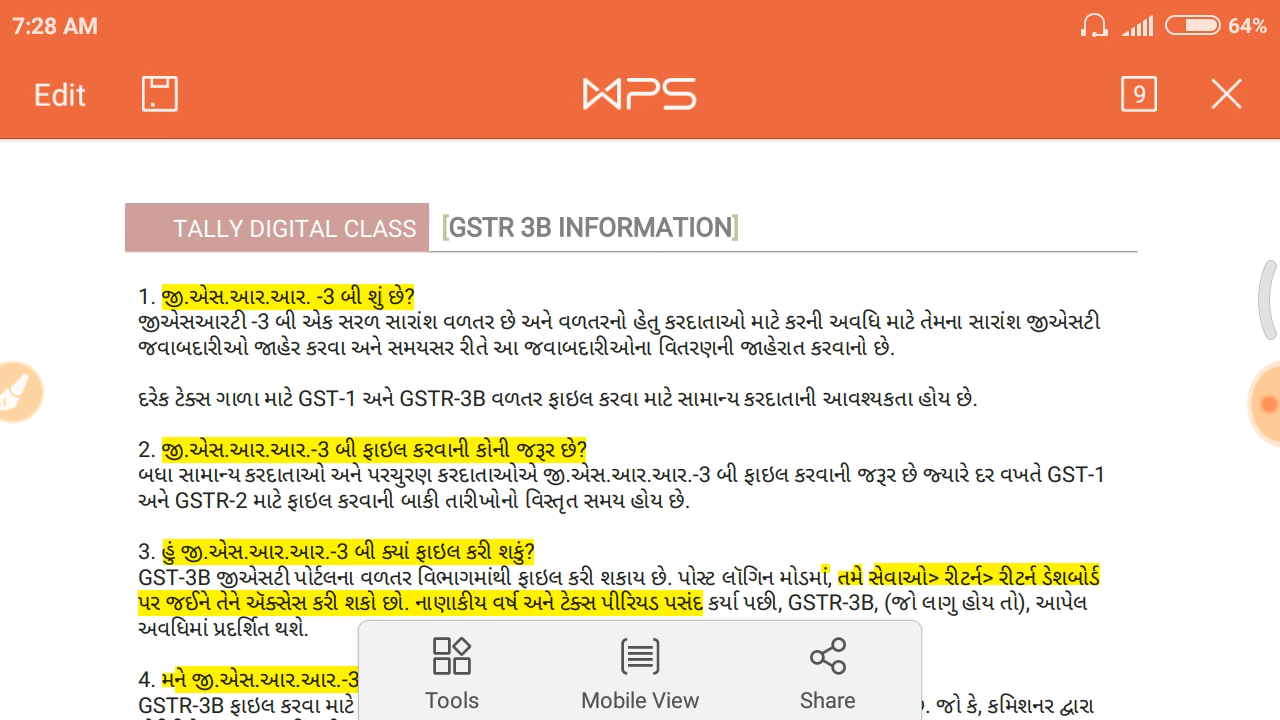 7:28 AM 64%
Edit WPS 9
TALLY DIGITAL CLASS [GSTR 3B INFORMATION]
1. જી.એસ.આર.આર. -3 બી શું છે?
જીએસઆરટી -3 બી એક સરળ સારાંશ વળતર છે અને વળતરનો હેતુ કરદાતાઓ માટે કરની અવધિ માટે તેમના સારાંશ જીએસટી
જવાબદારીઓ જાહેર કરવા અને સમયસર રીતે આ જવાબદારીઓના વિતરણની જાહેરાત કરવાનો છે.
દરેક ટેક્સ ગાળા માટે GST-1 અને GSTR-3B વળતર ફાઇલ કરવા માટે સામાન્ય કરદાતાની આવશ્યકતા હોય છે.
2. જી.એસ.આર.આર.-3 બી ફાઇલ કરવાની કોની જરૂર છે?
બધા સામાન્ય કરદાતાઓ અને પરચુરણ કરદાતાઓએ જી.એસ.આર.આર.-3 બી ફાઇલ કરવાની જરૂર છે જ્યારે દર વખતે GST-1
અને GSTR-2 માટે ફાઇલ કરવાની બાકી તારીખોનો વિસ્તૃત સમય હોય છે.
3. હું જી.એસ.આર.આર.-3 બી ક્યાં ફાઇલ કરી શકું?
GST-3B જીએસટી પોર્ટલના વળતર વિભાગમાંથી ફાઇલ કરી શકાય છે. પોસ્ટ લૉગિન મોડમાં, તમે સેવાઓ> રીટર્ન> રીટર્ન ડેશબોર્ડ
પર જઈને તેને ઍક્સેસ કરી શકો છો. નાણાકીય વર્ષ અને ટેક્સ પીરિયડ પસંદ કર્યા પછી, GSTR-3B, (જો લાગુ હોય તો), આપેલ
અવધિમાં પ્રદર્શિત થશે.
4. મને જી.એસ.આર.આર.-3
GSTR-3B ફાઇલ કરવા માટે . જો કે, કમિશનર દ્વારા
Tools Mobile View Share